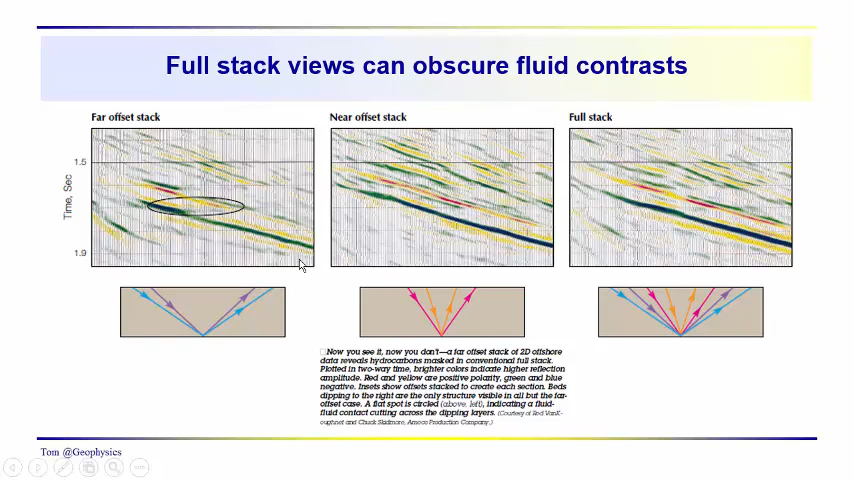 Full stack views can obscure fluid contrasts
Far offset stack
Near offset stack
Full stack
Time, Sec
1.5
1.9
Now you see it, now you don't—a far offset stack of 2D offshore
data reveals hydrocarbons masked in conventional full stack.
Plotted in two-way time, brighter colors indicate higher reflection
amplitude. Red and yellow are positive polarity, green and blue
negative. Insets show offsets stacked to create each section. Beds
dipping to the right are the only structure visible in all but the far-
offset case. A flat spot is circled (above, left), indicating a fluid-
fluid contact cutting across the dipping layers. (Courtesy of Rod VanK-
oughnet and Chuck Skidmore, Amoco Production Company.)
Tom @Geophysics